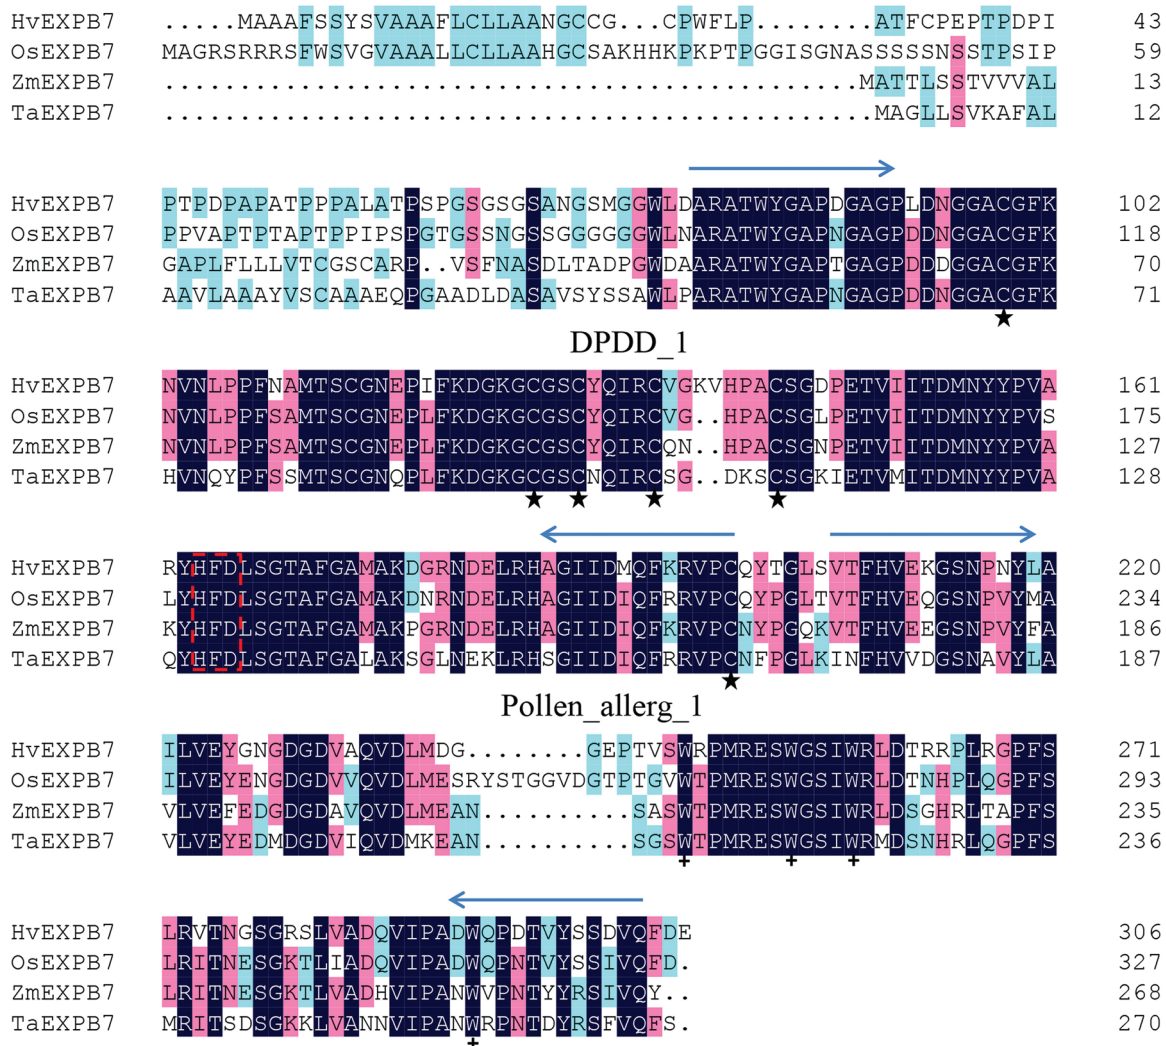 HvEXPB7 .....MAAAFSSYSVAAAFLCLLAANGCCG...CPWFLP........ATFCPEPTPDPI 43
OsEXPB7 MAGRSRRRSFWSVGVAAALLCLLAAHGCSAKHHKPKPTPGGISGNASSSSSNSSTPSIP 59
ZmEXPB7 ..............................................MATTLSSTVVVAL 13
TaEXPB7 ...............................................MAGLLSVKAFAL 12
HvEXPB7 PTPDPAPATPPPALATPSPGSGSGSANGSMGGWLDARATWYGAPDGAGPLDNGGACGFK 102
OsEXPB7 PPVAPTPTAPTPPIPSPGTGSSNGSSGGGGGGWLNARATWYGAPNGAGPDDNGGACGFK 118
ZmEXPB7 GAPLFLLLVTCGSCARP..VSFNASDLTADPGWDAARATWYGAPTGAGPDDDGGACGFK 70
TaEXPB7 AAVLAAAYVSCAAAEQPGAADLDASAVSYSSAWLPARATWYGAPNGAGPDDNGGACGFK 71
★
DPDD_1
HvEXPB7 NVNLPPFNAMTSCGNEPIFKDGKGCGSCYQIRCVGKVHPACSGDPETVIITDMNYYPVA 161
OsEXPB7 NVNLPPFSAMTSCGNEPLFKDGKGCGSCYQIRCVG..HPACSGLPETVIITDMNYYPVS 175
ZmEXPB7 NVNLPPFSAMTSCGNEPLFKDGKGCGSCYQIRCQN..HPACSGNPETVIITDMNYYPVA 127
TaEXPB7 HVNQYPFSSMTSCGNQPLFKDGKGCGSCNQIRCSG..DKSCSGKIETVMITDMNYYPVA 128
★ ★ ★ ★
HvEXPB7 RYHFDLSGTAFGAMAKDGRNDELRHAGIIDMQFKRVPCQYTGLSVTFHVEKGSNPNYLA 220
OsEXPB7 LYHFDLSGTAFGAMAKDNRNDELRHAGIIDIQFRRVPCQYPGLTVTFHVEQGSNPVYMA 234
ZmEXPB7 KYHFDLSGTAFGAMAKPGRNDELRHAGIIDIQFKRVPCNYPGQKVTFHVEEGSNPVYFA 186
TaEXPB7 QYHFDLSGTAFGALAKSGLNEKLRHSGIIDIQFRRVPCNFPGLKINFHVVDGSNAVYLA 187
★
Pollen_allerg_1
HvEXPB7 ILVEYGNGDGDVAQVDLMDG........GEPTVSWRPMRESWGSIWRLDTRRPLRGPFS 271
OsEXPB7 ILVEYENGDGDVVQVDLMESRYSTGGVDGTPTGVWTPMRESWGSIWRLDTNHPLQGPFS 293
ZmEXPB7 VLVEFEDGDGDAVQVDLMEAN..........SASWTPMRESWGSIWRLDSGHRLTAPFS 235
TaEXPB7 VLVEYEDMDGDVIQVDMKEAN..........SGSWTPMRESWGSIWRMDSNHRLQGPFS 236
+ + +
HvEXPB7 LRVTNGSGRSLVADQVIPADWQPDTVYSSDVQFDE 306
OsEXPB7 LRITNESGKTLIADQVIPADWQPNTVYSSIVQFD. 327
ZmEXPB7 LRITNESGKTLVADHVIPANWVPNTYYRSIVQY.. 268
TaEXPB7 MRITSDSGKKLVANNVIPANWRPNTDYRSFVQFS. 270
+